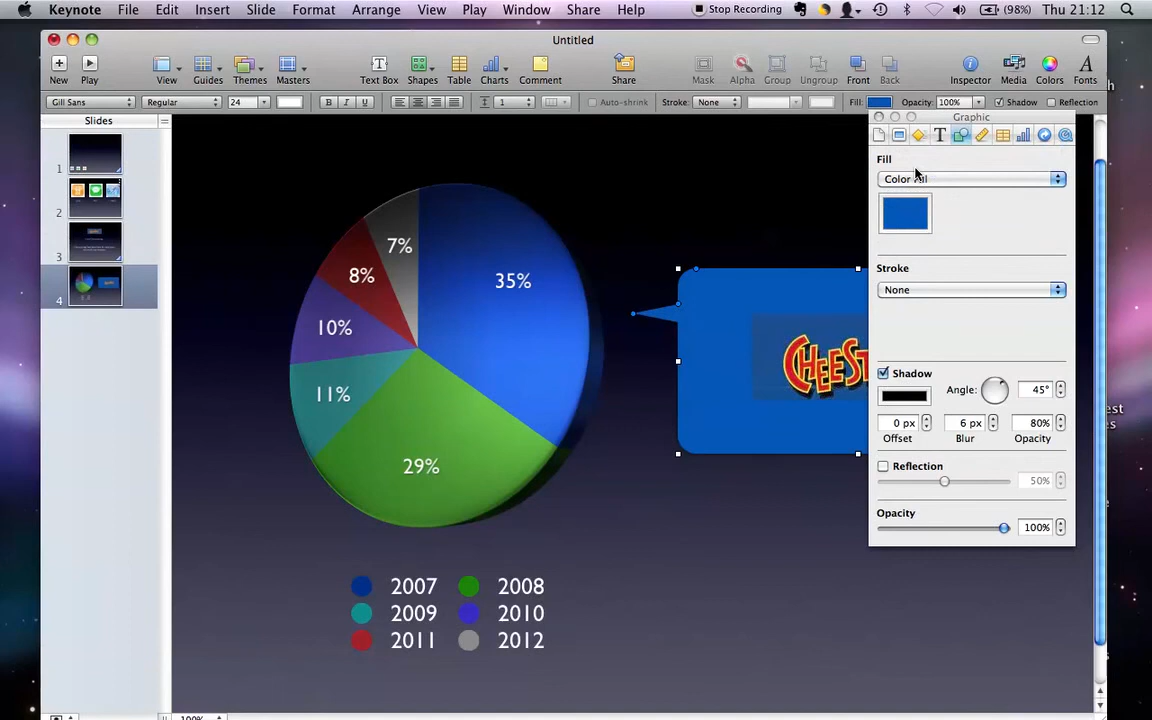 Keynote File Edit Insert Slide Format Arrange View Play Window Share Help Stop Recording (98%) Thu 21:12
Untitled
New Play View Guides Themes Masters Text Box Shapes Table Charts Comment Share Mask Alpha Group Ungroup Front Back Inspector Media Colors Fonts
Gill Sans Regular 24 B I U 1 Auto-shrink Stroke: None Fill: Opacity: 100% Shadow Reflection
Slides
Graphic
1
2
3
4
Fill
Color Fill
Stroke
None
Shadow
Angle: 45°
0 px 6 px 80%
Offset Blur Opacity
Reflection
50%
Opacity
100%
7%
8%
35%
10%
11%
29%
2007 2008
2009 2010
2011 2012
100%